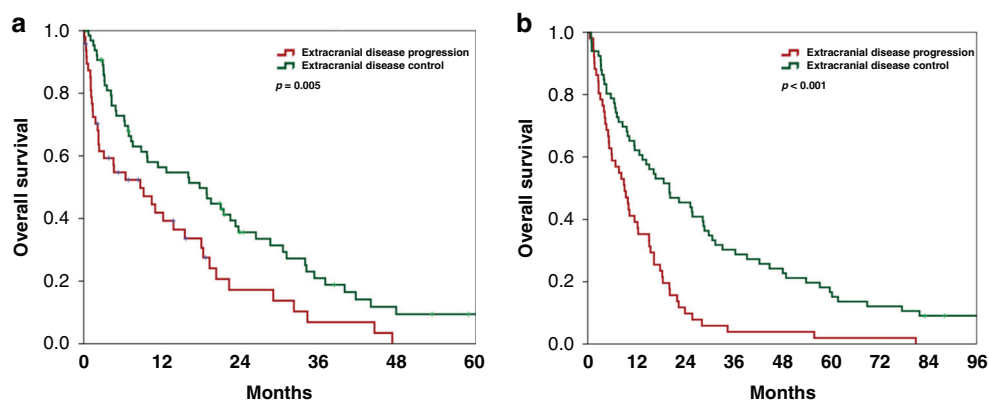 a
1.0
0.8
0.6
0.4
0.2
0.0
Overall survival
Extracranial disease progression
Extracranial disease control
p = 0.005
0 12 24 36 48 60
Months
b
1.0
0.8
0.6
0.4
0.2
0.0
Overall survival
Extracranial disease progression
Extracranial disease control
p < 0.001
0 12 24 36 48 60 72 84 96
Months